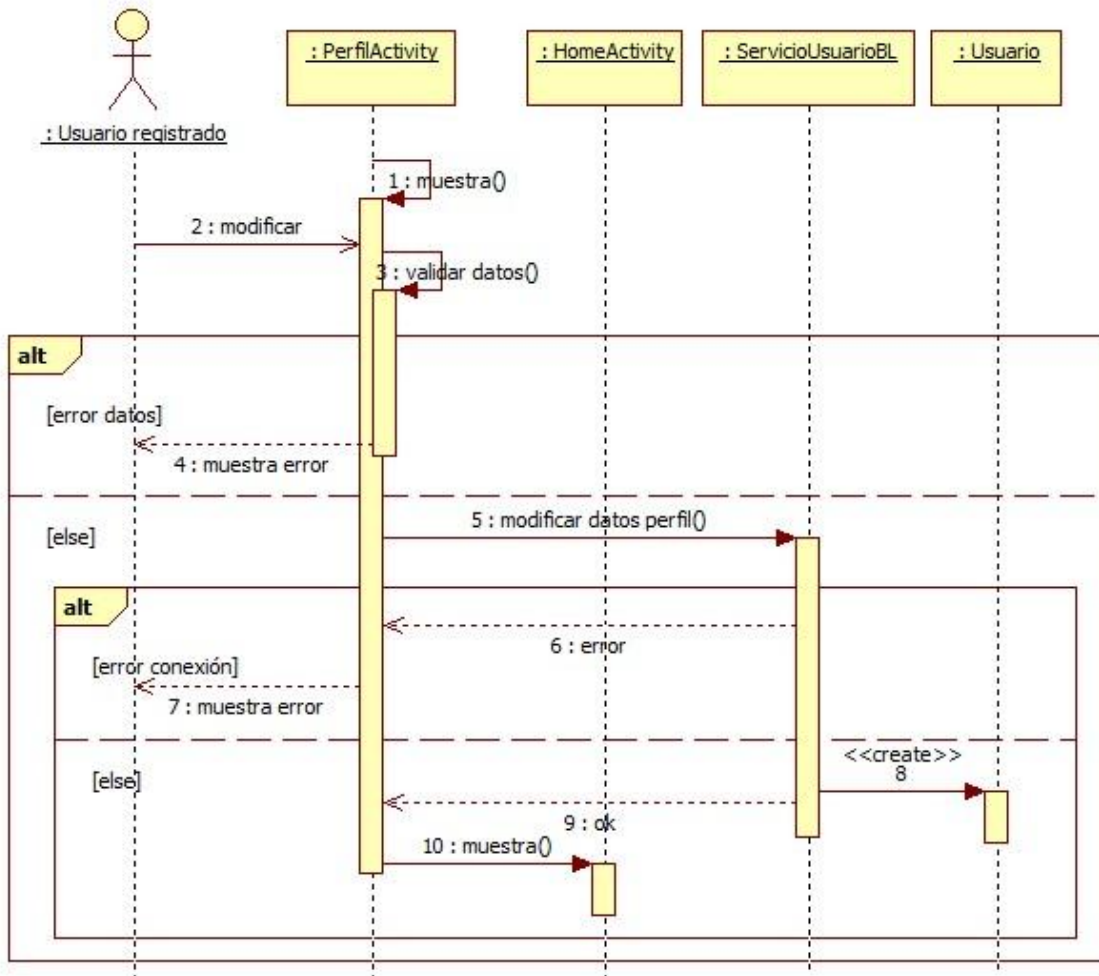 : PerfilActivity
: HomeActivity
: ServicioUsuarioBL
: Usuario
: Usuario registrado
1 : muestra()
2 : modificar
3 : validar datos()
alt
[error datos]
4 : muestra error
5 : modificar datos perfil()
[else]
alt
6 : error
[error conexión]
7 : muestra error
<<create>>
8
[else]
9 : ok
10 : muestra()